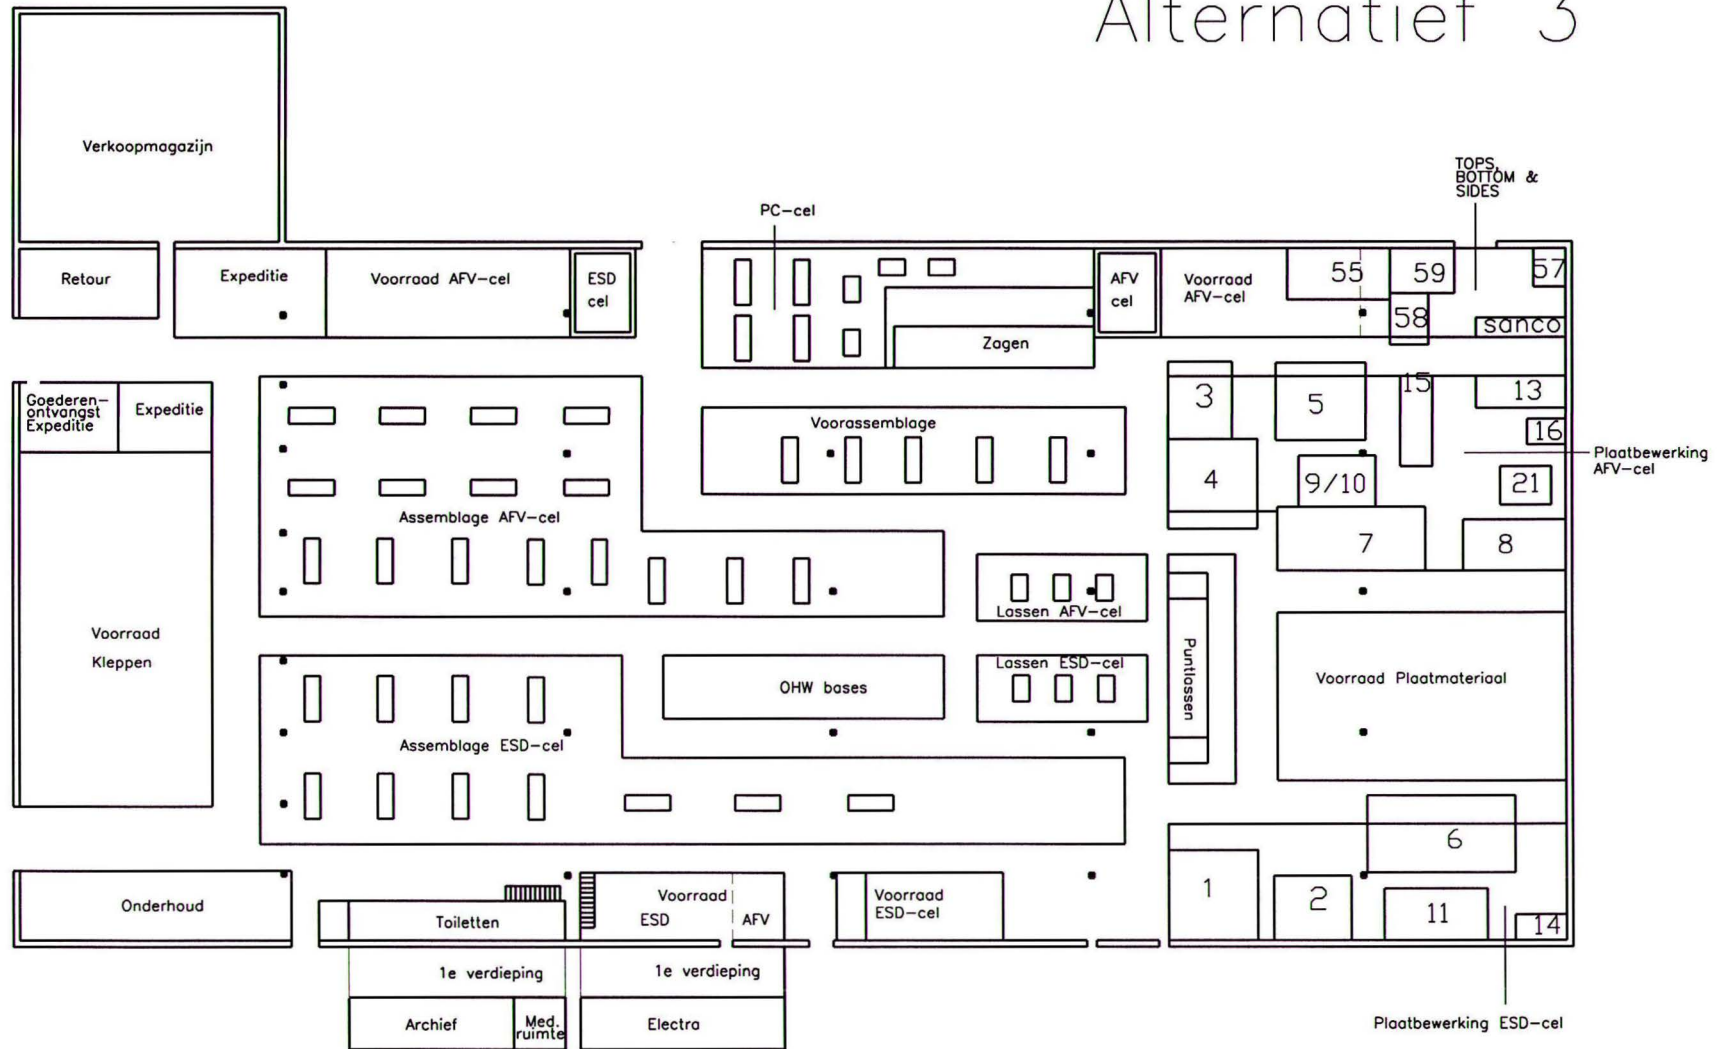 Alternatief 3
Verkoopmagazijn
TOPS,
BOTTOM &
SIDES
PC-cel
Retour
Expeditie
Voorraad AFV-cel
ESD
cel
AFV
cel
Voorraad
AFV-cel
55
59
57
58
sanco
Zagen
Goederen-
ontvangst
Expeditie
Expeditie
Voorassemblage
3
5
15
13
16
Plaatbewerking
AFV-cel
4
9/10
21
Assemblage AFV-cel
7
8
Lassen AFV-cel
Voorraad
Kleppen
Lassen ESD-cel
OHW bases
Puntlassen
Voorraad Plaatmateriaal
Assemblage ESD-cel
6
1
2
11
14
Onderhoud
Toiletten
Voorraad
ESD
AFV
Voorraad
ESD-cel
1e verdieping
1e verdieping
Archief
Med.
ruimte
Electra
Plaatbewerking ESD-cel